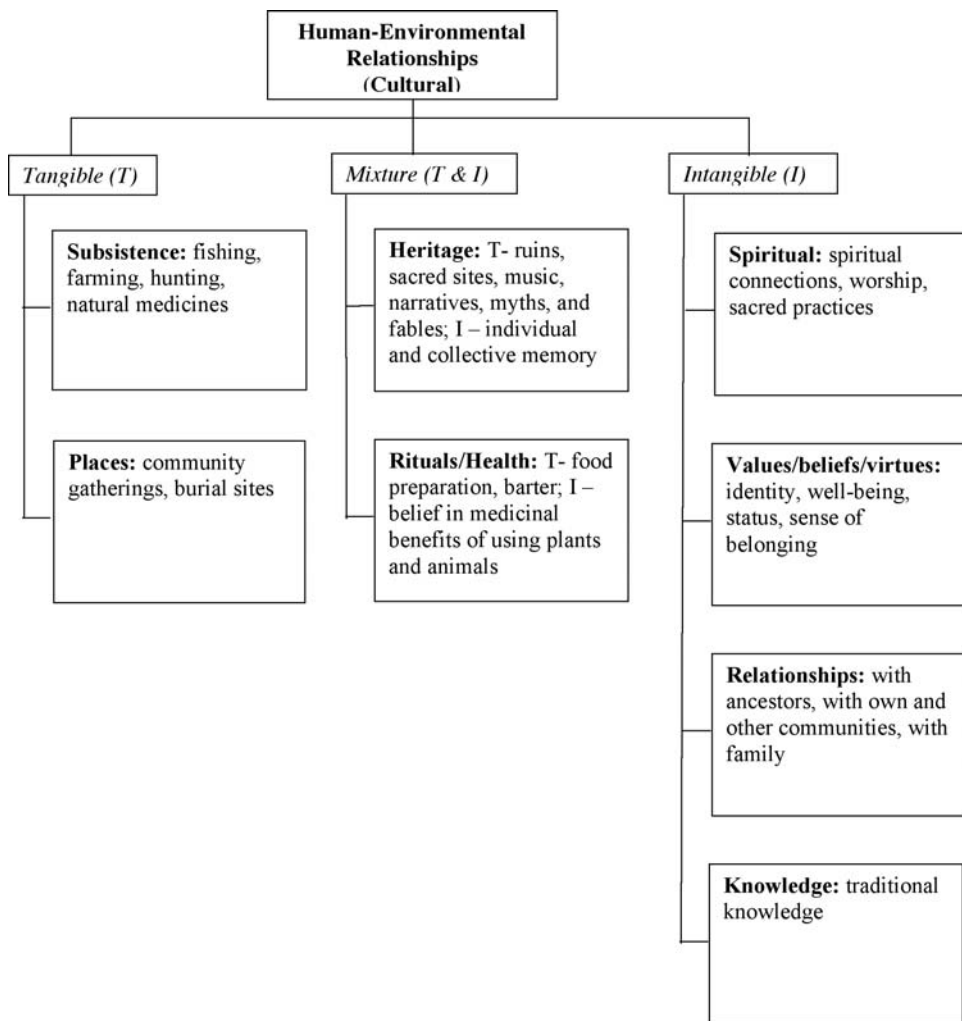 Human-Environmental
Relationships
(Cultural)
Tangible (T)
Mixture (T & I)
Intangible (I)
Subsistence: fishing,
farming, hunting,
natural medicines
Places: community
gatherings, burial sites
Heritage: T- ruins,
sacred sites, music,
narratives, myths, and
fables; I – individual
and collective memory
Rituals/Health: T- food
preparation, barter; I –
belief in medicinal
benefits of using plants
and animals
Spiritual: spiritual
connections, worship,
sacred practices
Values/beliefs/virtues:
identity, well-being,
status, sense of
belonging
Relationships: with
ancestors, with own and
other communities, with
family
Knowledge: traditional
knowledge